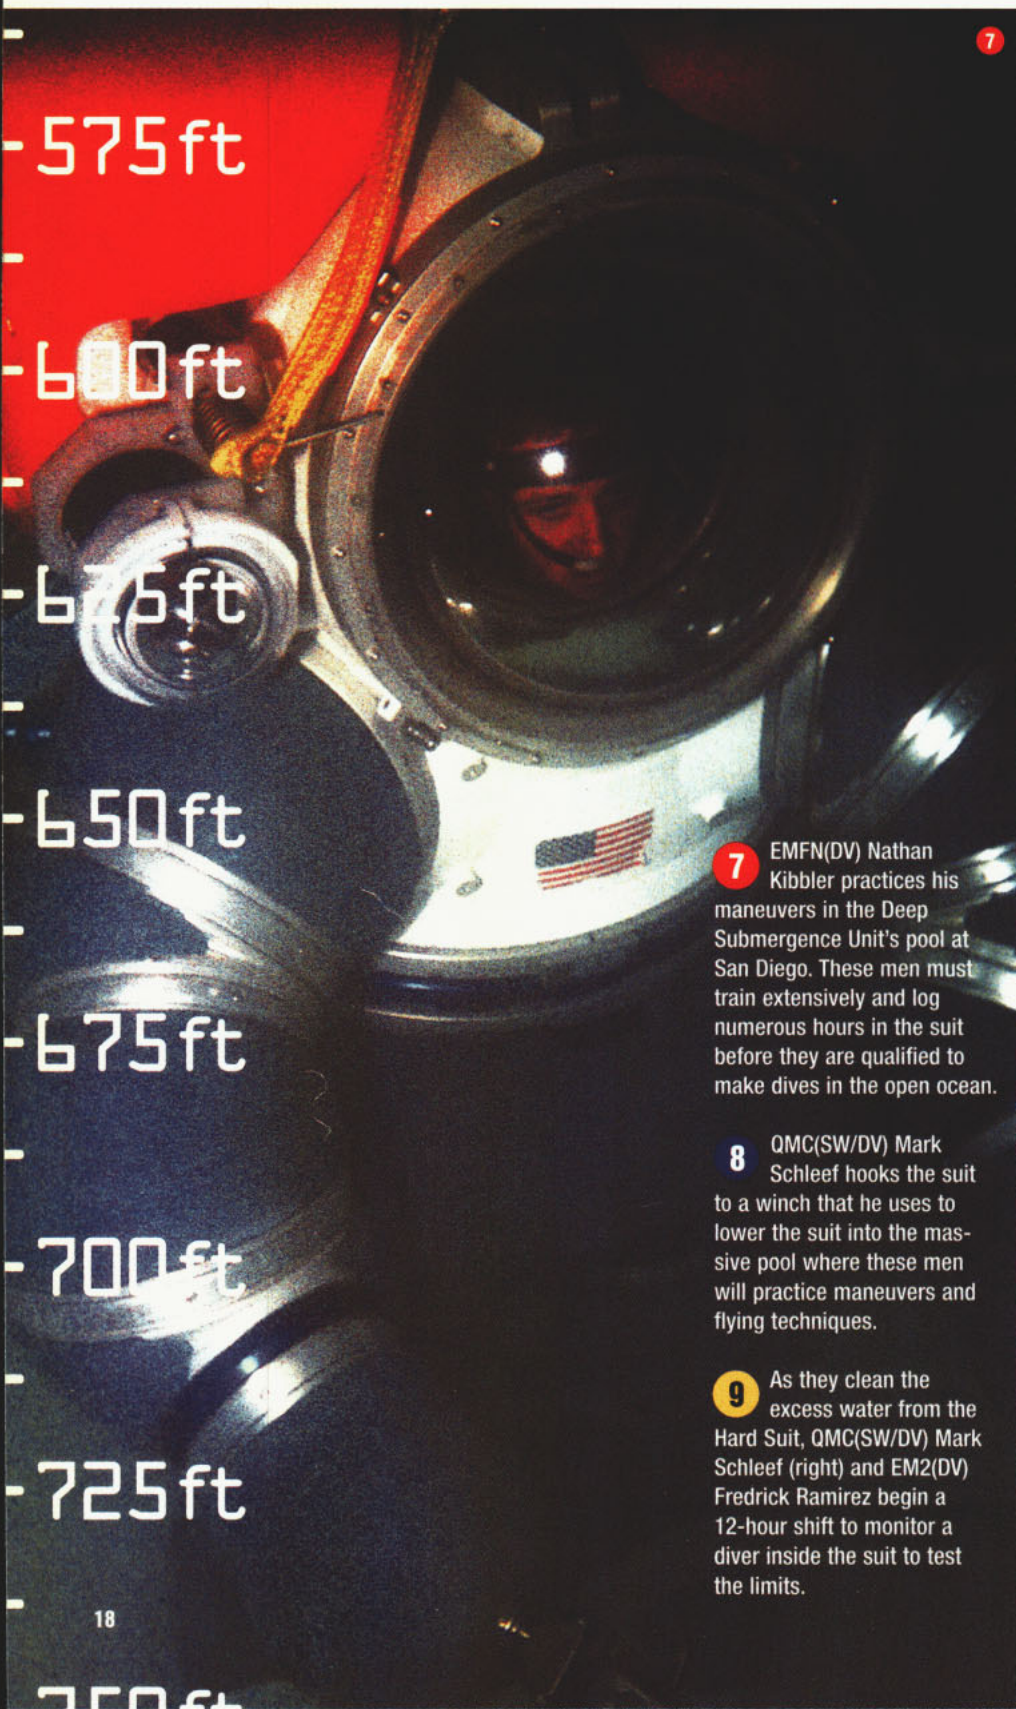 7
575ft
600ft
625ft
650ft
675ft
700ft
725ft
750ft
7 EMFN(DV) Nathan
Kibbler practices his
maneuvers in the Deep
Submergence Unit's pool at
San Diego. These men must
train extensively and log
numerous hours in the suit
before they are qualified to
make dives in the open ocean.
8 QMC(SW/DV) Mark
Schleef hooks the suit
to a winch that he uses to
lower the suit into the mas-
sive pool where these men
will practice maneuvers and
flying techniques.
9 As they clean the
excess water from the
Hard Suit, QMC(SW/DV) Mark
Schleef (right) and EM2(DV)
Fredrick Ramirez begin a
12-hour shift to monitor a
diver inside the suit to test
the limits.
18